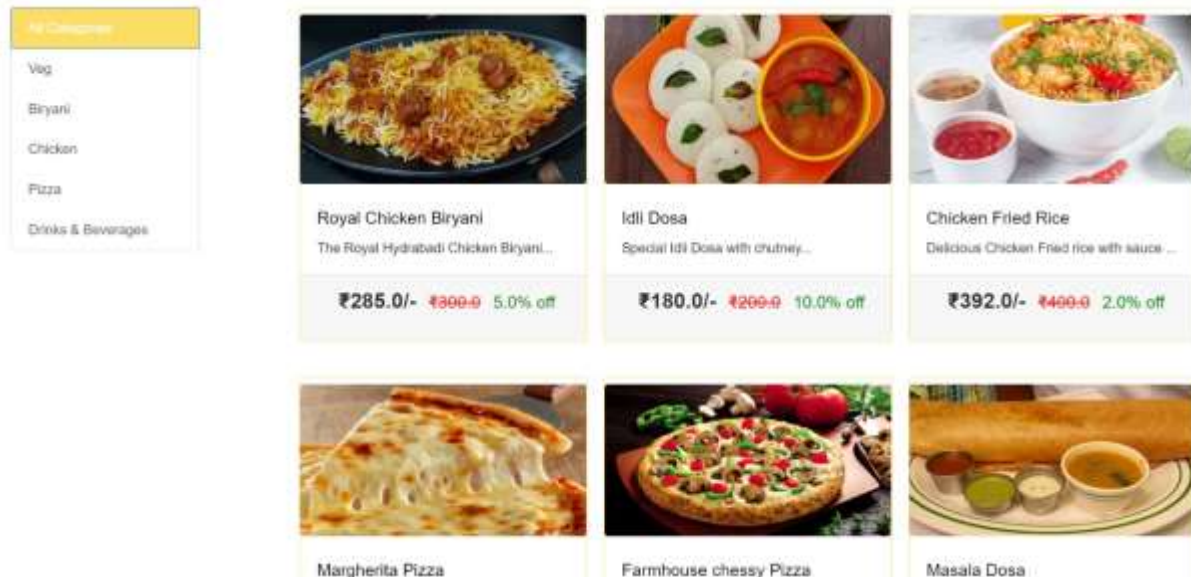 All Categories
Veg
Biryani
Chicken
Pizza
Drinks & Beverages
Royal Chicken Biryani
The Royal Hydrabadi Chicken Biryani...
₹285.0/- ₹300.0 5.0% off
Idli Dosa
Special Idli Dosa with chutney...
₹180.0/- ₹200.0 10.0% off
Chicken Fried Rice
Delicious Chicken Fried rice with sauce ...
₹392.0/- ₹400.0 2.0% off
Margherita Pizza
Farmhouse chessy Pizza
Masala Dosa